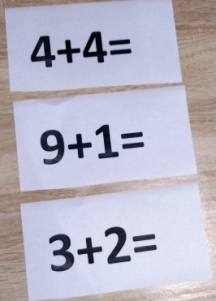 4+4=
9+1=
3+2=